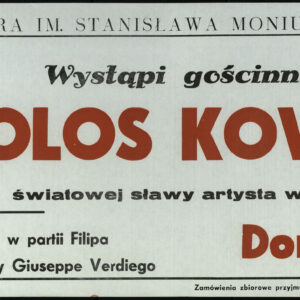 RA IM. STANISŁAWA MONIU
Wystąpi gościnn
OLOS KOV
światowej sławy artysta w
w partii Filipa
Do
y Giuseppe Verdiego
Zamówienia zbiorowe przyjm